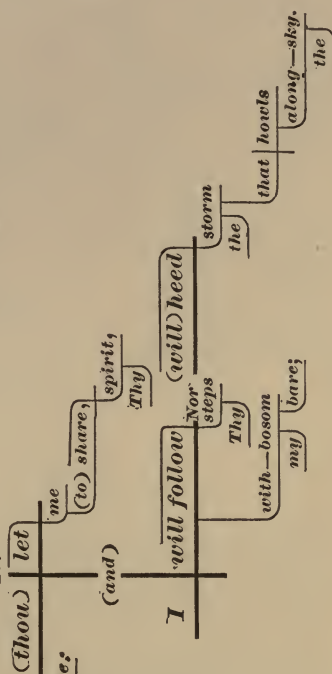 (thou) let
me
(to) share,
spirit,
Thy
(and)
I will follow
steps
Thy
with—bosom
my bare;
Nor
(will) heed
storm
the
that howls
along—sky.
the